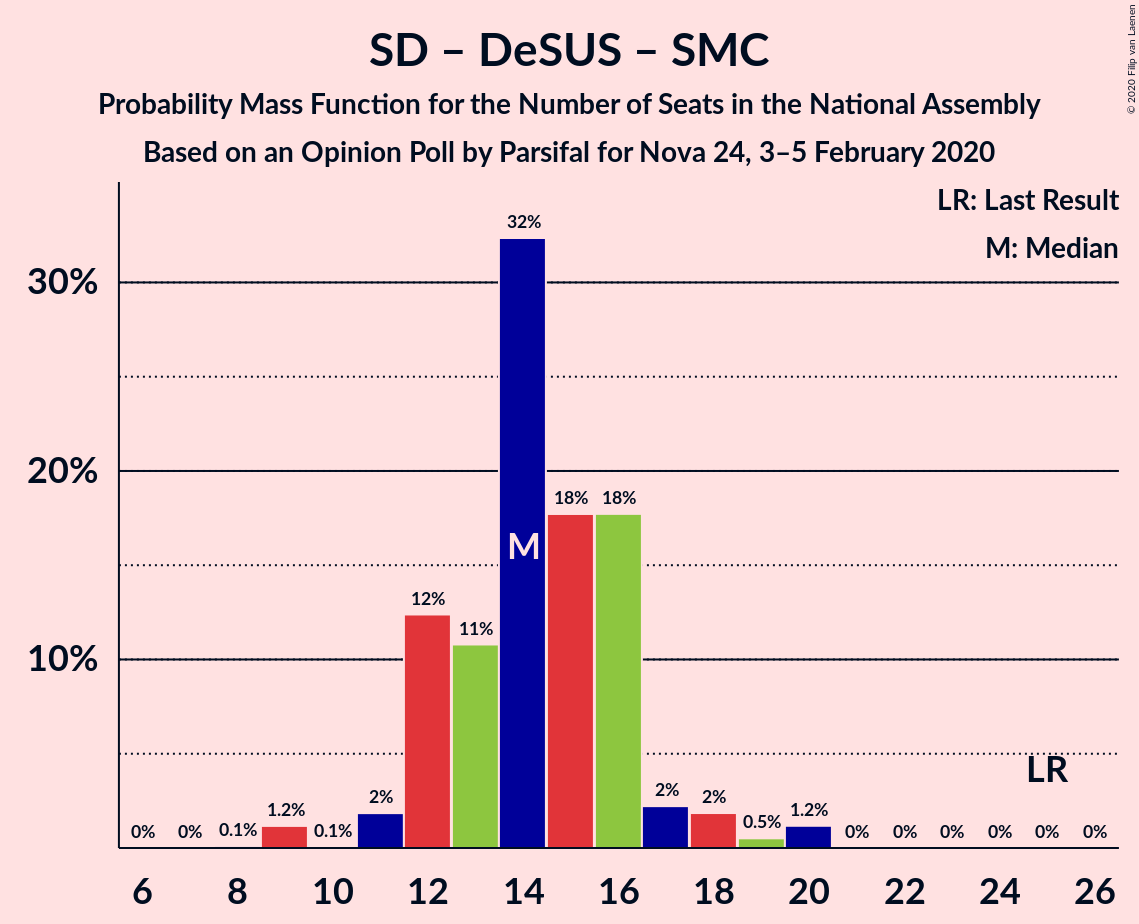 SD – DeSUS – SMC
Probability Mass Function for the Number of Seats in the National Assembly
Based on an Opinion Poll by Parsifal for Nova 24, 3–5 February 2020
© 2020 Filip van Laenen
LR: Last Result
M: Median
30%
20%
10%
0% 0% 0.1% 1.2% 0.1% 2% 12% 11% 32% 18% 18% 2% 2% 0.5% 1.2% 0% 0% 0% 0% 0% 0%
M
LR
6 8 10 12 14 16 18 20 22 24 26